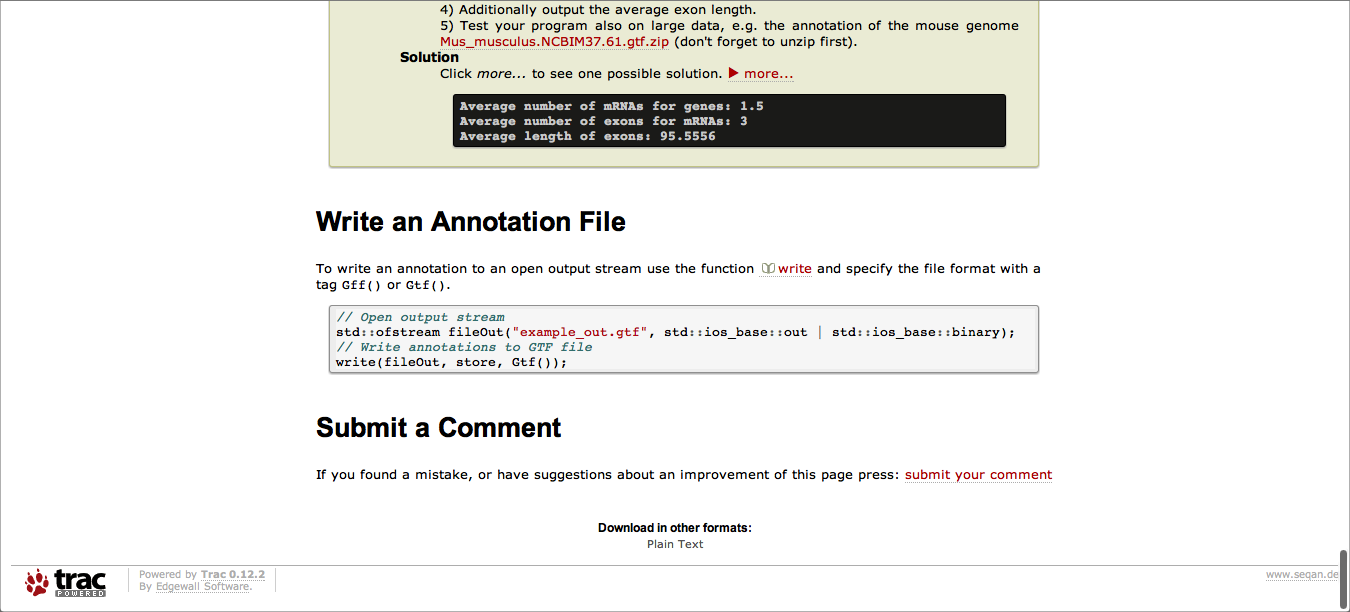 4) Additionally output the average exon length.
5) Test your program also on large data, e.g. the annotation of the mouse genome
Mus_musculus.NCBIM37.61.gtf.zip (don't forget to unzip first).
Solution
Click more... to see one possible solution. ▶ more...
Average number of mRNAs for genes: 1.5
Average number of exons for mRNAs: 3
Average length of exons: 95.5556
Write an Annotation File
To write an annotation to an open output stream use the function write and specify the file format with a
tag Gff() or Gtf().
// Open output stream
std::ofstream fileOut("example_out.gtf", std::ios_base::out | std::ios_base::binary);
// Write annotations to GTF file
write(fileOut, store, Gtf());
Submit a Comment
If you found a mistake, or have suggestions about an improvement of this page press: submit your comment
Download in other formats:
Plain Text
trac
POWERED
Powered by Trac 0.12.2
By Edgewall Software.
www.seqan.de